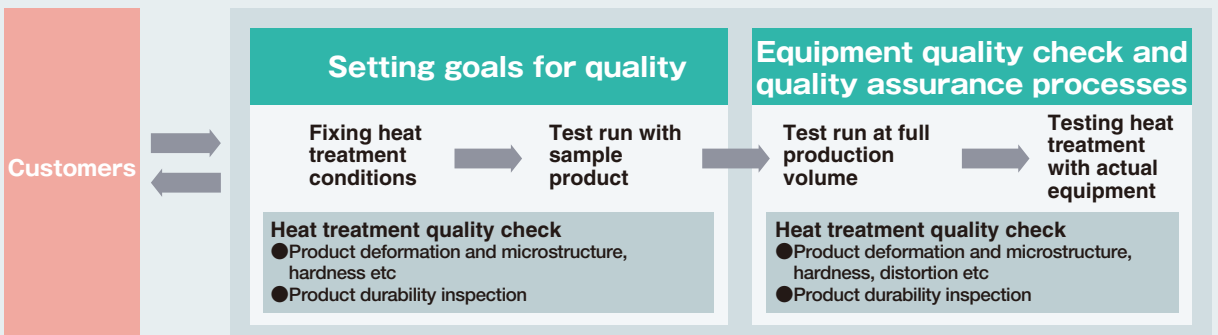 Customers
Setting goals for quality
Fixing heat
treatment
conditions
Test run with
sample
product
Heat treatment quality check
●Product deformation and microstructure,
hardness etc
●Product durability inspection
Equipment quality check and
quality assurance processes
Test run at full
production
volume
Testing heat
treatment
with actual
equipment
Heat treatment quality check
●Product deformation and microstructure,
hardness, distortion etc
●Product durability inspection